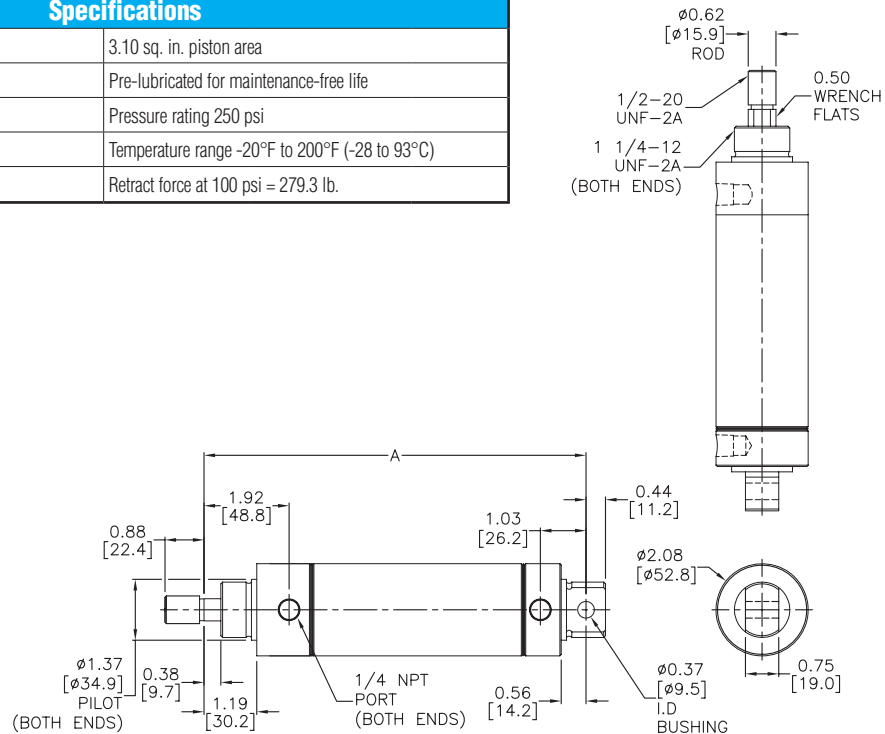 Specifications
3.10 sq. in. piston area
Pre-lubricated for maintenance-free life
Pressure rating 250 psi
Temperature range -20°F to 200°F (-28 to 93°C)
Retract force at 100 psi = 279.3 lb.
ø0.62
[ø15.9]
ROD
1/2-20
UNF-2A
0.50
WRENCH
FLATS
1 1/4-12
UNF-2A
(BOTH ENDS)
A
1.92
[48.8]
0.88
[22.4]
1.03
[26.2]
0.44
[11.2]
ø2.08
[ø52.8]
ø1.37
[ø34.9]
PILOT
(BOTH ENDS)
0.38
[9.7]
1.19
[30.2]
1/4 NPT
PORT
(BOTH ENDS)
0.56
[14.2]
ø0.37
[ø9.5]
I.D
BUSHING
0.75
[19.0]